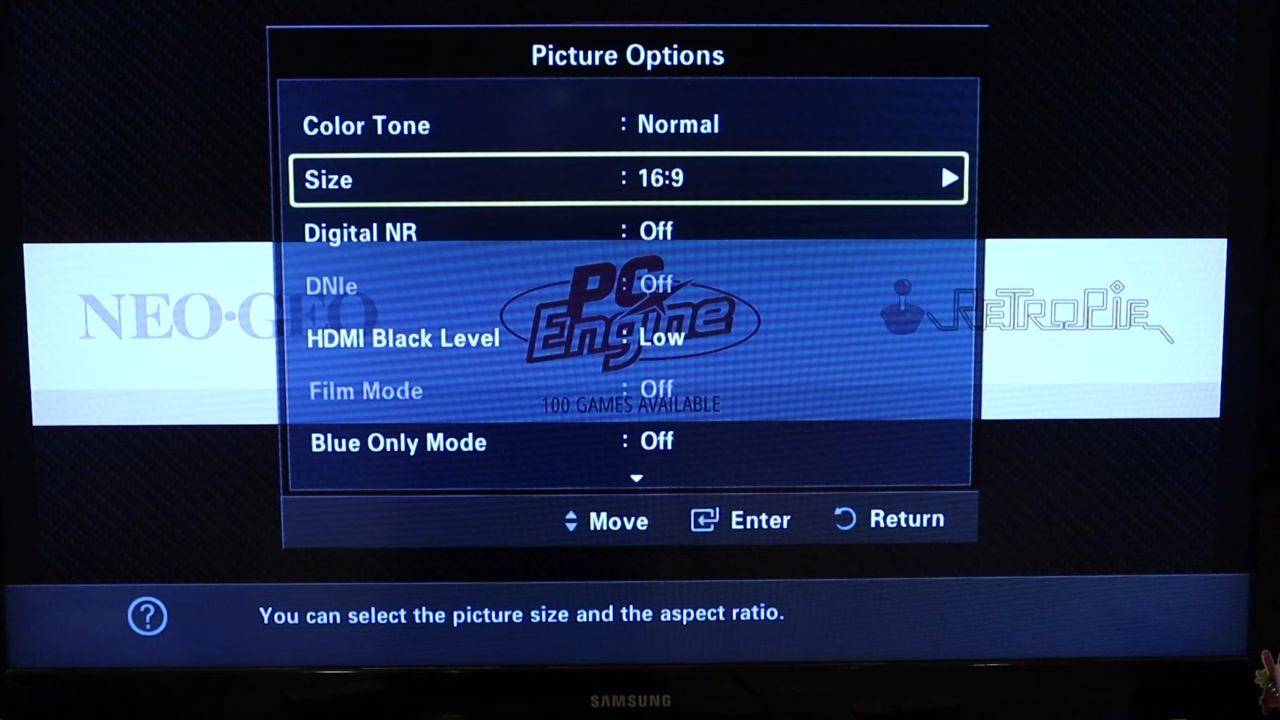 Picture Options
Color Tone : Normal
Size : 16:9
Digital NR : Off
DNIe : Off
NEO·GEO
PC Engine
RETROPIE
HDMI Black Level : Low
Film Mode : Off
100 GAMES AVAILABLE
Blue Only Mode : Off
Move Enter Return
? You can select the picture size and the aspect ratio.
SAMSUNG